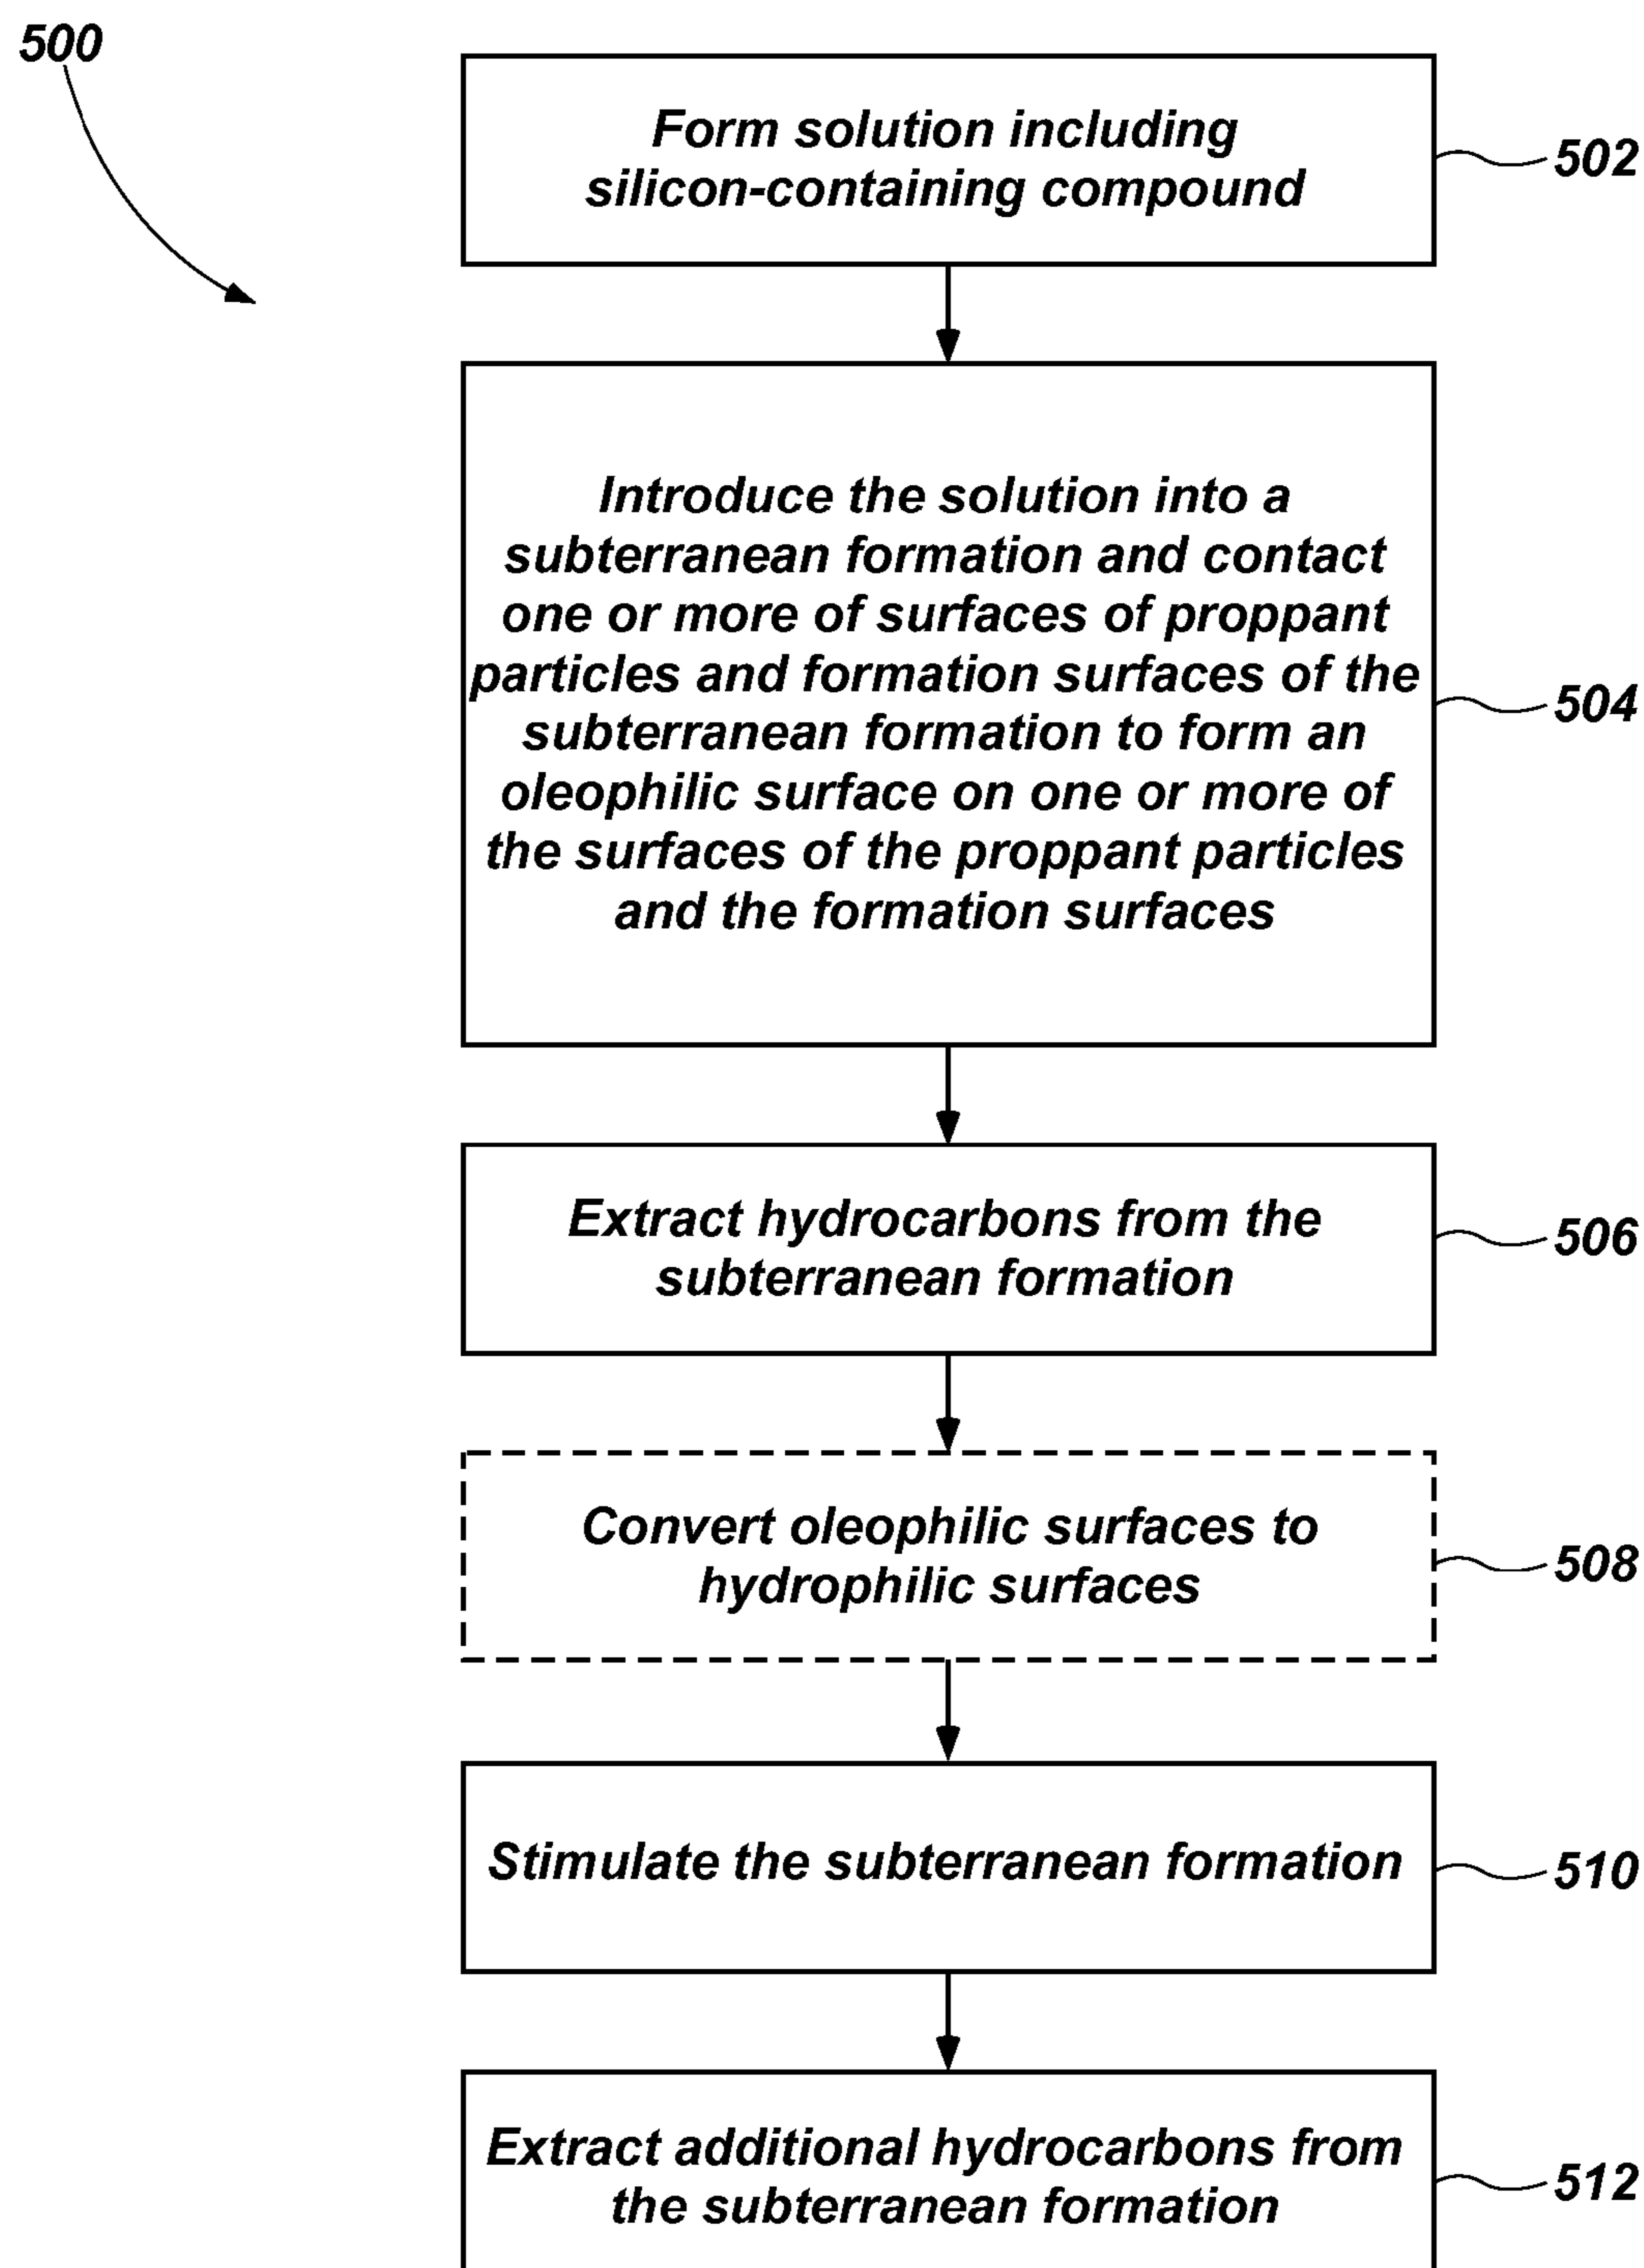 500
Form solution including
silicon-containing compound
502
Introduce the solution into a
subterranean formation and contact
one or more of surfaces of proppant
particles and formation surfaces of the
subterranean formation to form an
oleophilic surface on one or more of
the surfaces of the proppant particles
and the formation surfaces
504
Extract hydrocarbons from the
subterranean formation
506
Convert oleophilic surfaces to
hydrophilic surfaces
508
Stimulate the subterranean formation
510
Extract additional hydrocarbons from
the subterranean formation
512